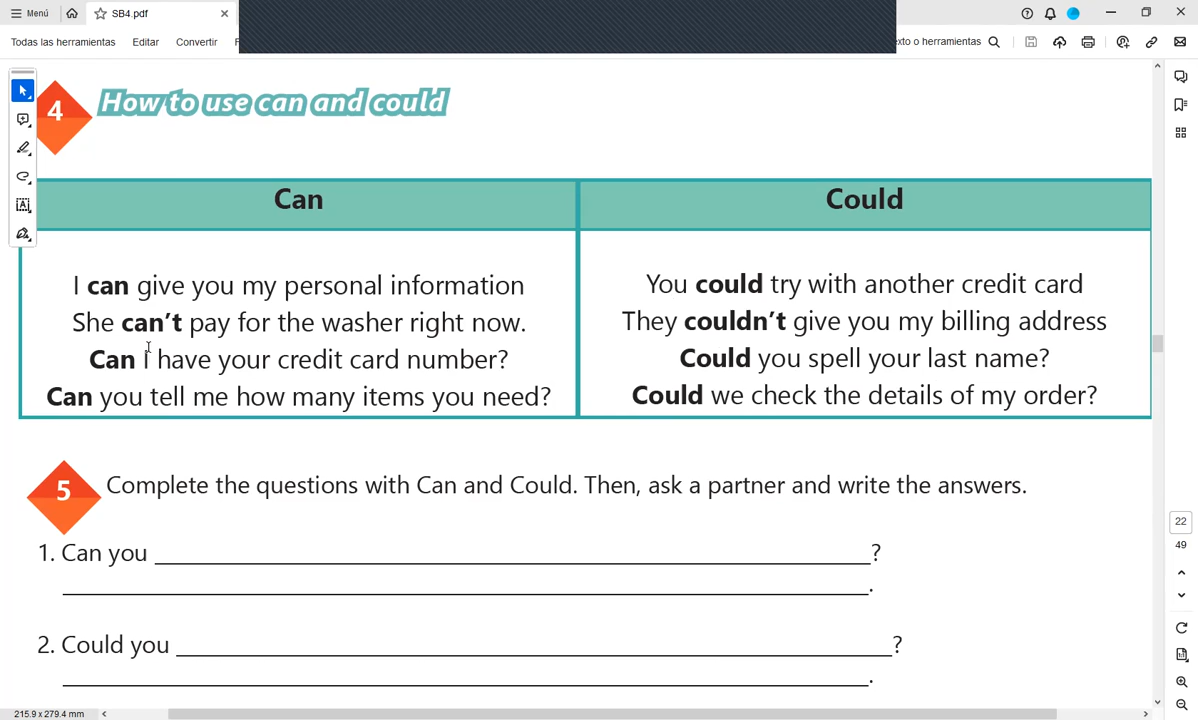 Menú
SB4.pdf
Todas las herramientas Editar Convertir
xto o herramientas
4 How to use can and could
Can Could
I can give you my personal information
She can't pay for the washer right now.
Can I have your credit card number?
Can you tell me how many items you need?
You could try with another credit card
They couldn't give you my billing address
Could you spell your last name?
Could we check the details of my order?
5 Complete the questions with Can and Could. Then, ask a partner and write the answers.
1. Can you ______________________________?
______________________________.
2. Could you ______________________________?
______________________________.
22
49
215.9 x 279.4 mm